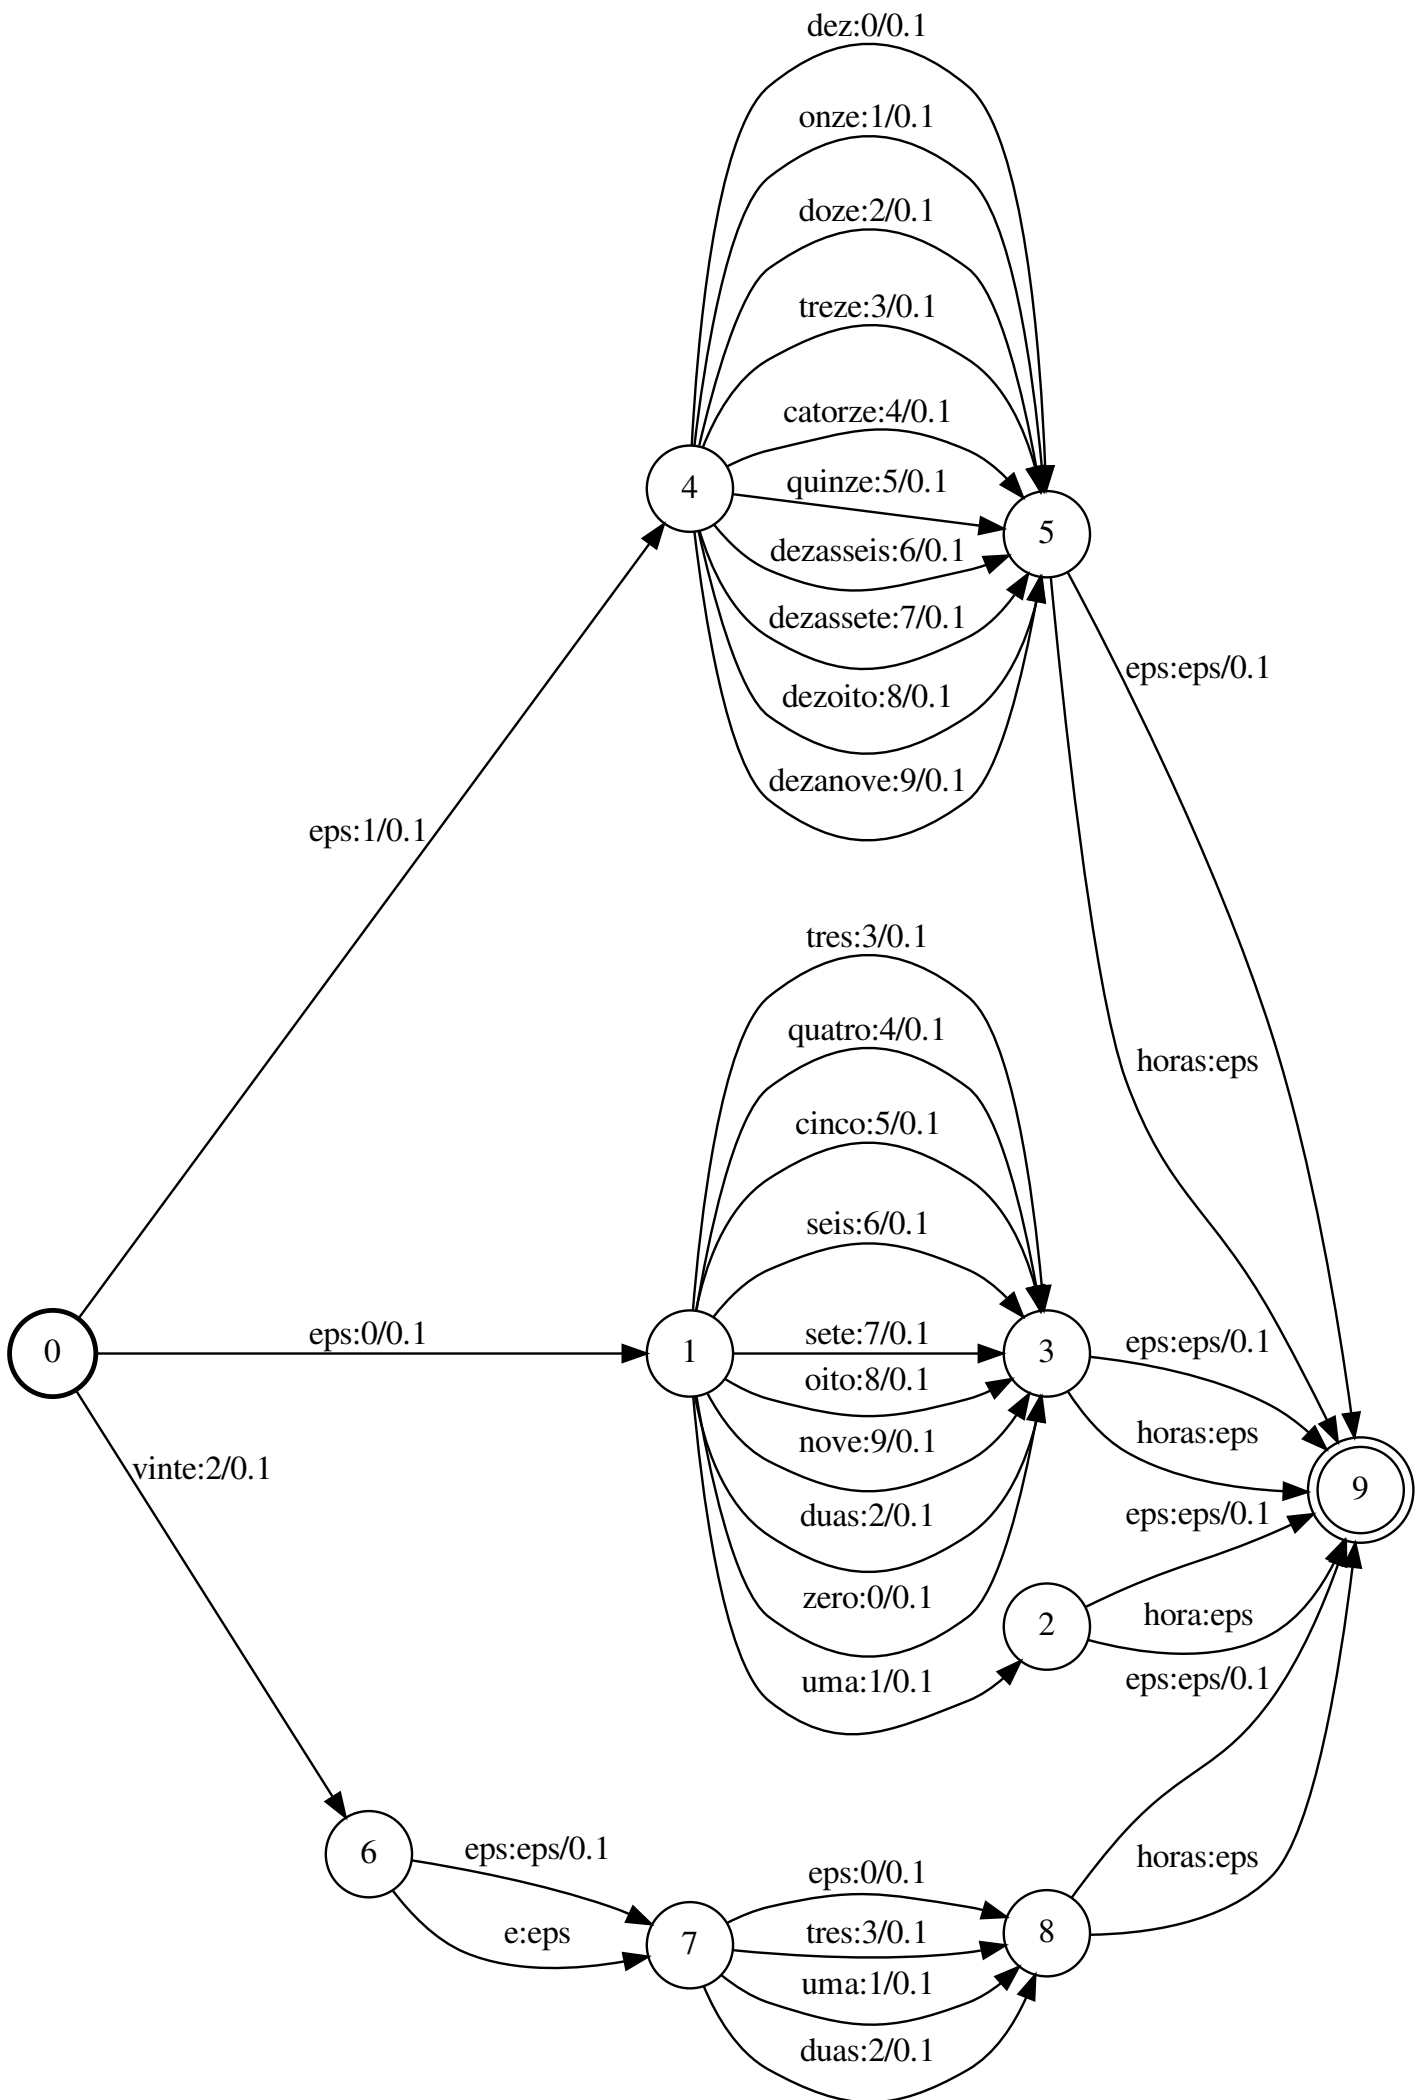 dez:0/0.1
onze:1/0.1
doze:2/0.1
treze:3/0.1
catorze:4/0.1
4
quinze:5/0.1
5
dezasseis:6/0.1
dezassete:7/0.1
eps:eps/0.1
dezoito:8/0.1
dezanove:9/0.1
eps:1/0.1
tres:3/0.1
quatro:4/0.1
horas:eps
cinco:5/0.1
seis:6/0.1
0
eps:0/0.1
1
sete:7/0.1
3
eps:eps/0.1
oito:8/0.1
nove:9/0.1
horas:eps
vinte:2/0.1
9
duas:2/0.1
eps:eps/0.1
zero:0/0.1
2
hora:eps
uma:1/0.1
eps:eps/0.1
6
eps:eps/0.1
eps:0/0.1
horas:eps
e:eps
7
tres:3/0.1
8
uma:1/0.1
duas:2/0.1